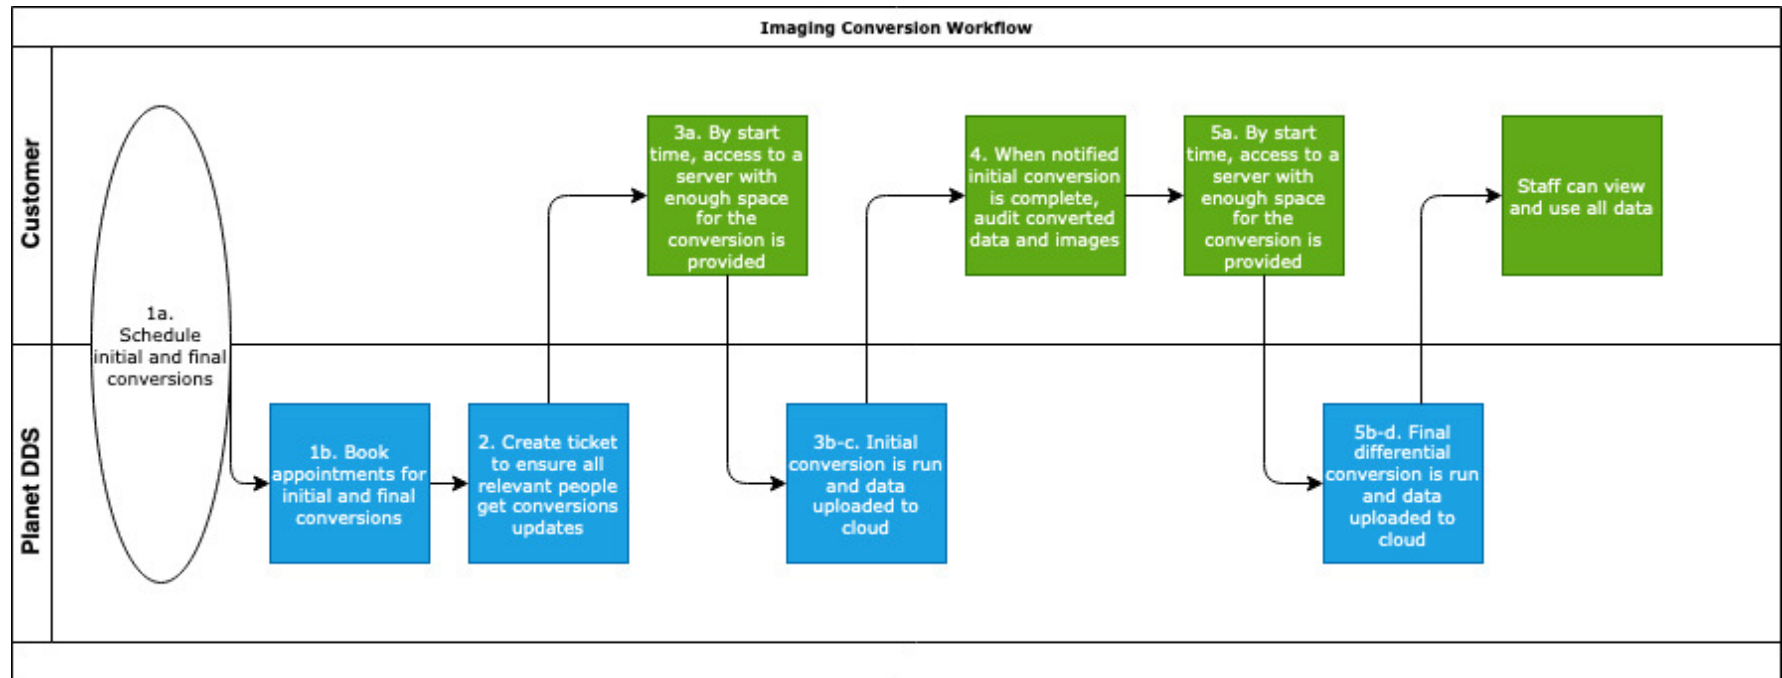 Imaging Conversion Workflow
Customer
Planet DDS
1a.
Schedule
initial and final
conversions
1b. Book
appointments for
initial and final
conversions
2. Create ticket
to ensure all
relevant people
get conversions
updates
3a. By start
time, access to a
server with
enough space
for the
conversion is
provided
3b-c. Initial
conversion is run
and data
uploaded to
cloud
4. When notified
initial conversion
is complete,
audit converted
data and images
5a. By start
time, access to a
server with
enough space
for the
conversion is
provided
5b-d. Final
differential
conversion is run
and data
uploaded to
cloud
Staff can view
and use all data